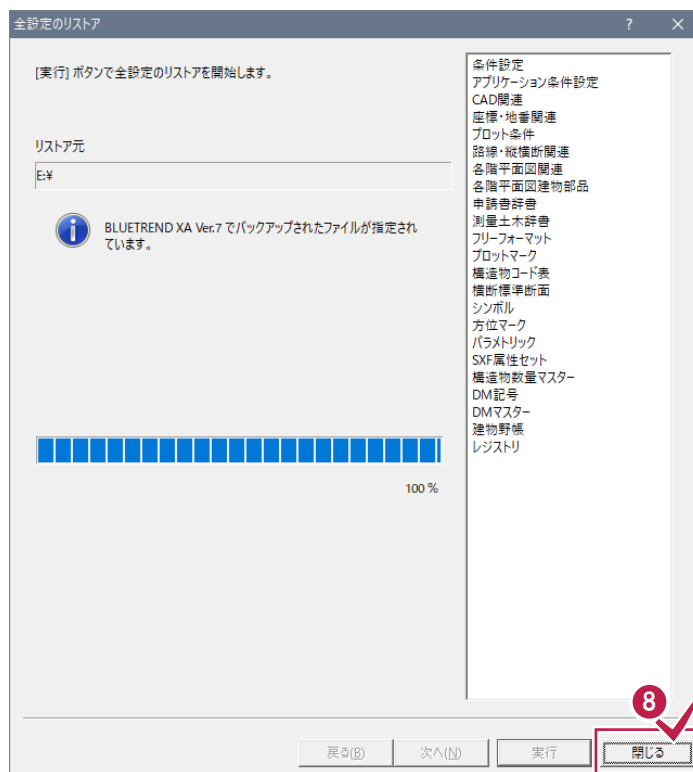 全設定のリストア
? ×
[実行] ボタンで全設定のリストアを開始します。
リストア元
E:¥
BLUETREND XA Ver.7 でバックアップされたファイルが指定され
ています。
100 %
条件設定
アプリケーション条件設定
CAD関連
座標・地番関連
プロット条件
路線・縦横断関連
各階平面図関連
各階平面図建物部品
申請書辞書
測量土木辞書
フリーフォーマット
プロットマーク
構造物コード表
横断標準断面
シンボル
方位マーク
パラメトリック
SXF属性セット
構造物数量マスター
DM記号
DMマスター
建物野帳
レジストリ
8
戻る(B) 次へ(N) 実行 閉じる